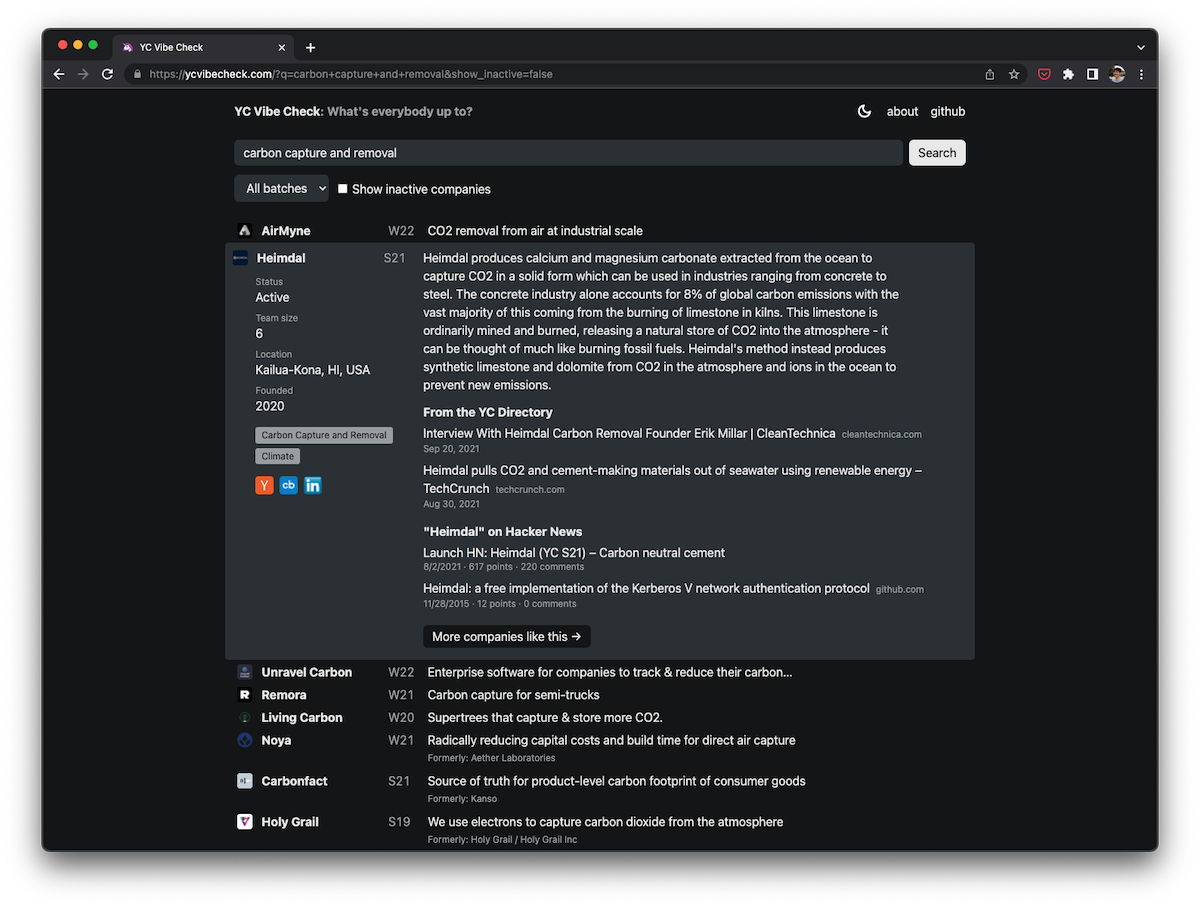 YC Vibe Check
https://ycvibecheck.com/?q=carbon+capture+and+removal&show_inactive=false
YC Vibe Check: What's everybody up to?
about github
carbon capture and removal
Search
All batches
Show inactive companies
AirMyne W22 CO2 removal from air at industrial scale
Heimdal S21
Status
Active
Team size
6
Location
Kailua-Kona, HI, USA
Founded
2020
Carbon Capture and Removal
Climate
Y cb in
Heimdal produces calcium and magnesium carbonate extracted from the ocean to
capture CO2 in a solid form which can be used in industries ranging from concrete to
steel. The concrete industry alone accounts for 8% of global carbon emissions with the
vast majority of this coming from the burning of limestone in kilns. This limestone is
ordinarily mined and burned, releasing a natural store of CO2 into the atmosphere - it
can be thought of much like burning fossil fuels. Heimdal's method instead produces
synthetic limestone and dolomite from CO2 in the atmosphere and ions in the ocean to
prevent new emissions.
From the YC Directory
Interview With Heimdal Carbon Removal Founder Erik Millar | CleanTechnica cleantechnica.com
Sep 20, 2021
Heimdal pulls CO2 and cement-making materials out of seawater using renewable energy –
TechCrunch techcrunch.com
Aug 30, 2021
"Heimdal" on Hacker News
Launch HN: Heimdal (YC S21) – Carbon neutral cement
8/2/2021 · 617 points · 220 comments
Heimdal: a free implementation of the Kerberos V network authentication protocol github.com
11/28/2015 · 12 points · 0 comments
More companies like this →
Unravel Carbon W22 Enterprise software for companies to track & reduce their carbon...
R Remora W21 Carbon capture for semi-trucks
Living Carbon W20 Supertrees that capture & store more CO2.
Noya W21 Radically reducing capital costs and build time for direct air capture
Formerly: Aether Laboratories
Carbonfact S21 Source of truth for product-level carbon footprint of consumer goods
Formerly: Kanso
Holy Grail S19 We use electrons to capture carbon dioxide from the atmosphere
Formerly: Holy Grail / Holy Grail Inc